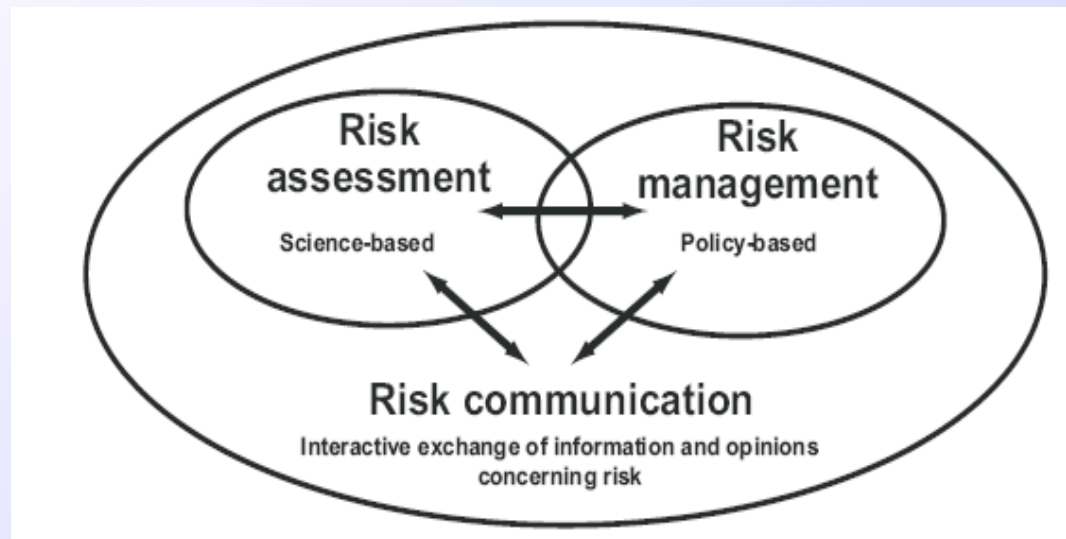 Risk
assessment
Science-based
Risk
management
Policy-based
Risk communication
Interactive exchange of information and opinions
concerning risk